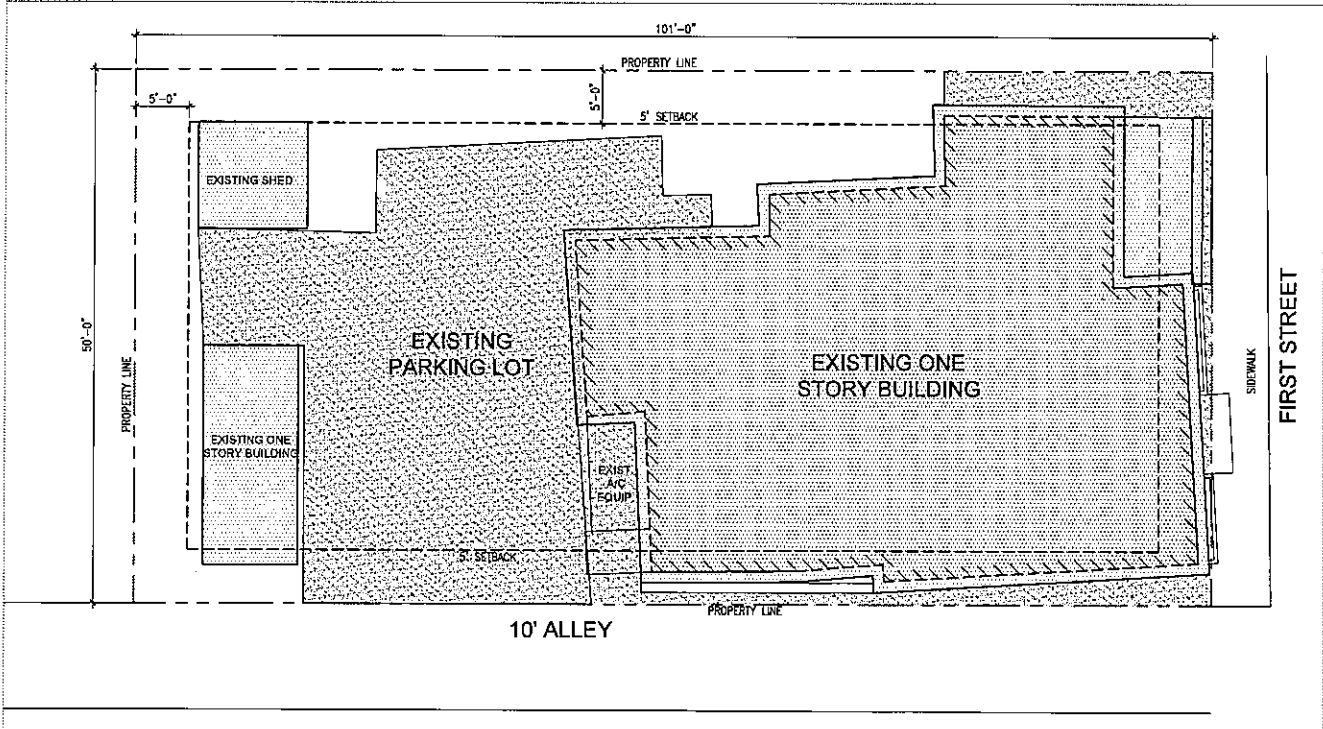 101'-0"
PROPERTY LINE
5'-0"
5'-0"
5' SETBACK
EXISTING SHED
50'-0"
PROPERTY LINE
EXISTING
PARKING LOT
EXISTING ONE
STORY BUILDING
SIDEWALK
FIRST STREET
EXISTING ONE
STORY BUILDING
EXIST.
A/C
EQUIP.
5' SETBACK
PROPERTY LINE
10' ALLEY